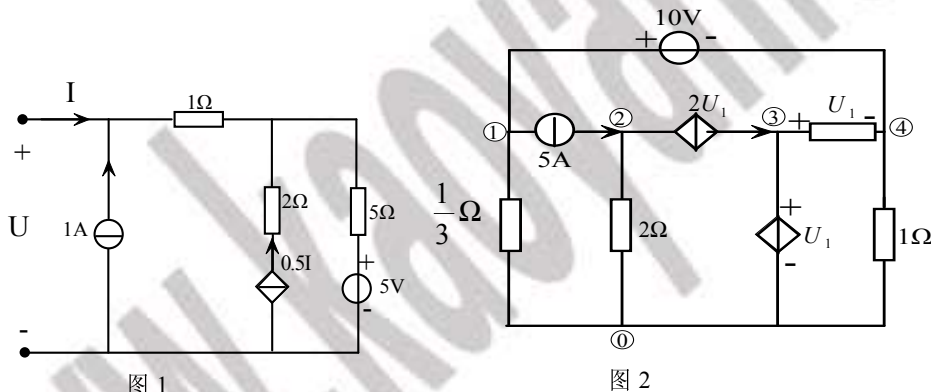 I
1Ω
+
U
-
1A
2Ω
0.5I
5Ω
+
5V
-
图 1
10V
+
-
①
5A
②
2U₁
③
+
U₁
-
④
1/3 Ω
2Ω
+
U₁
-
1Ω
⓪
图 2